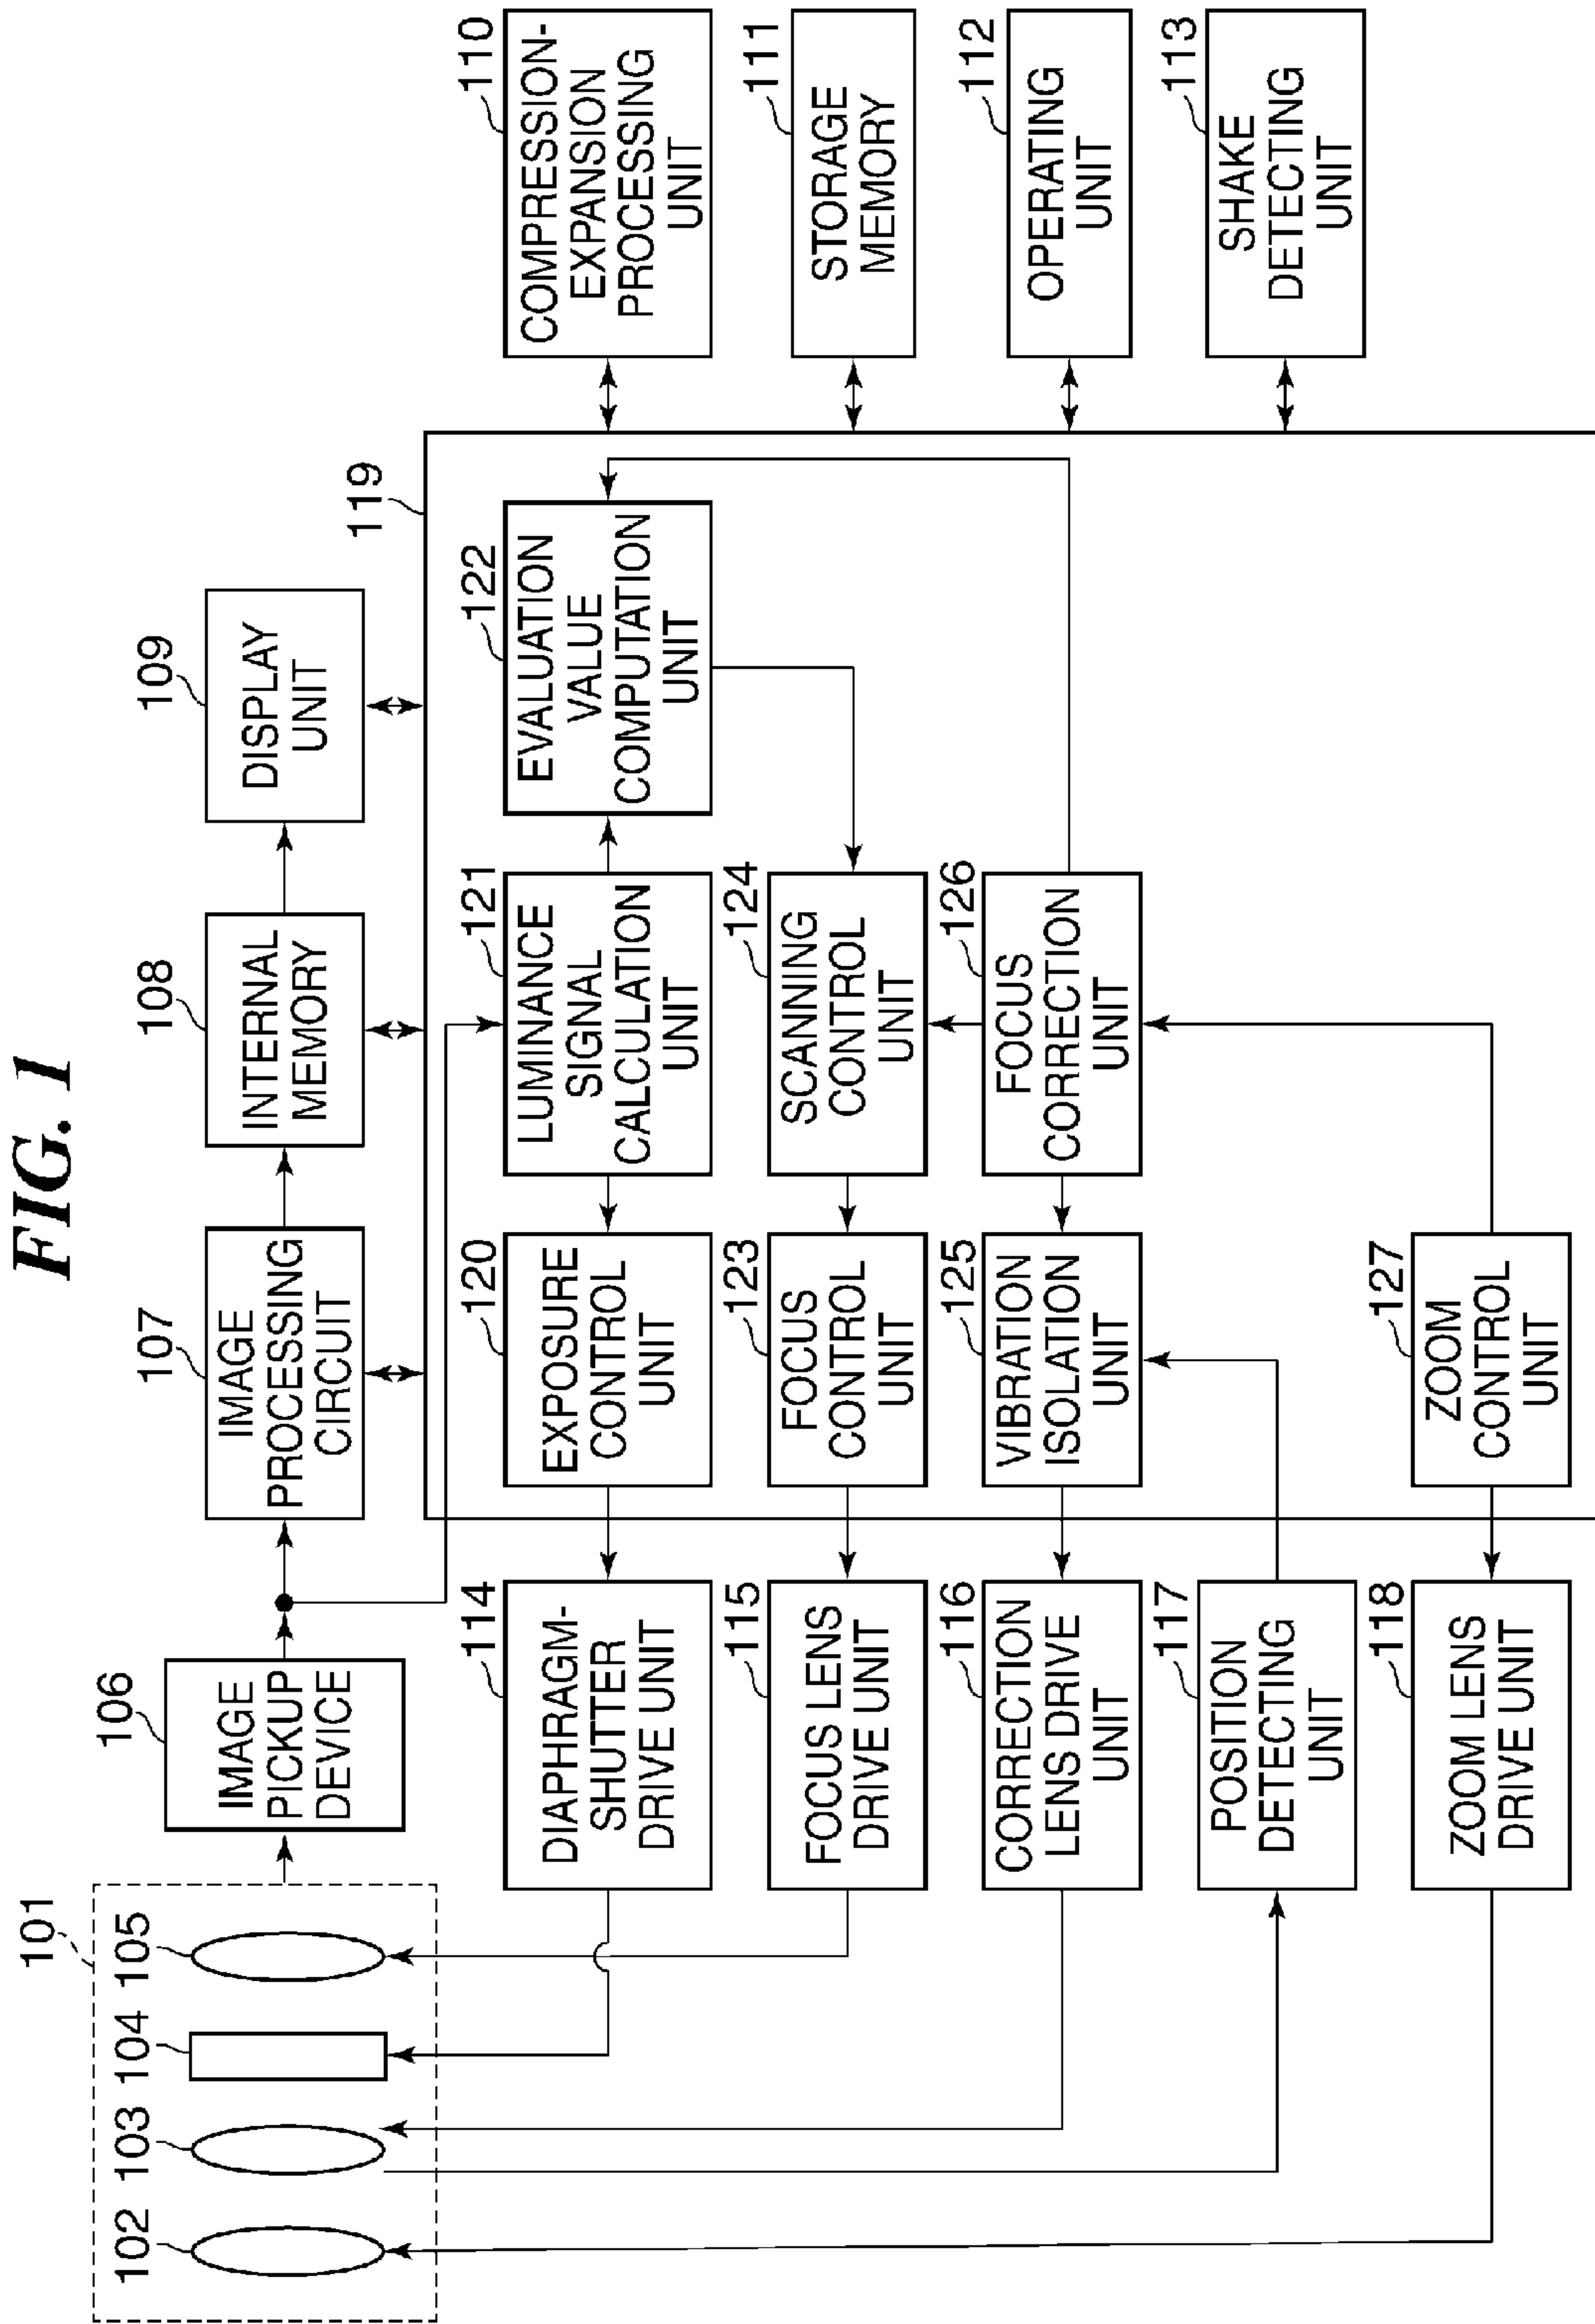 FIG. 1
101
102
103
104
105
106
IMAGE
PICKUP
DEVICE
107
IMAGE
PROCESSING
CIRCUIT
108
INTERNAL
MEMORY
109
DISPLAY
UNIT
119
114
DIAPHRAGM-
SHUTTER
DRIVE UNIT
120
EXPOSURE
CONTROL
UNIT
121
LUMINANCE
SIGNAL
CALCULATION
UNIT
122
EVALUATION
VALUE
COMPUTATION
UNIT
110
COMPRESSION-
EXPANSION
PROCESSING
UNIT
115
FOCUS LENS
DRIVE UNIT
123
FOCUS
CONTROL
UNIT
124
SCANNING
CONTROL
UNIT
111
STORAGE
MEMORY
116
CORRECTION
LENS DRIVE
UNIT
125
VIBRATION
ISOLATION
UNIT
126
FOCUS
CORRECTION
UNIT
112
OPERATING
UNIT
117
POSITION
DETECTING
UNIT
113
SHAKE
DETECTING
UNIT
118
ZOOM LENS
DRIVE UNIT
127
ZOOM
CONTROL
UNIT